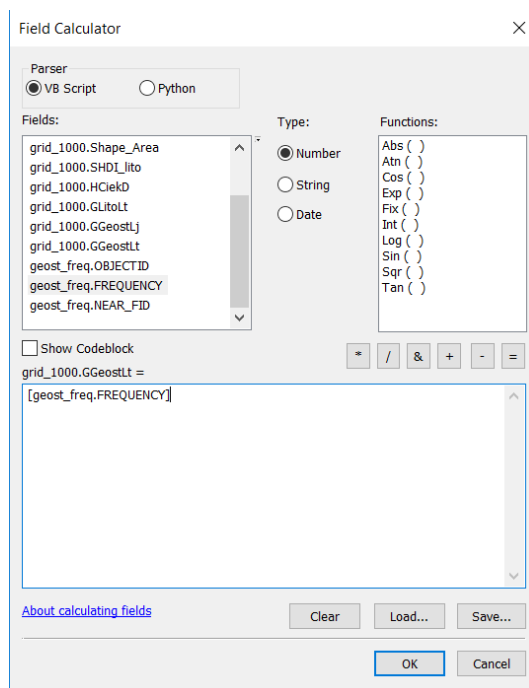 Field Calculator
Parser
VB Script Python
Fields:
Type:
Functions:
grid_1000.Shape_Area
grid_1000.SHDI_lito
grid_1000.HCiekD
grid_1000.GLitoLt
grid_1000.GGeostLj
grid_1000.GGeostLt
geost_freq.OBJECTID
geost_freq.FREQUENCY
geost_freq.NEAR_FID
Number
String
Date
Abs ( )
Atn ( )
Cos ( )
Exp ( )
Fix ( )
Int ( )
Log ( )
Sin ( )
Sqr ( )
Tan ( )
Show Codeblock
* / & + - =
grid_1000.GGeostLt =
[geost_freq.FREQUENCY]
About calculating fields
Clear Load... Save...
OK Cancel